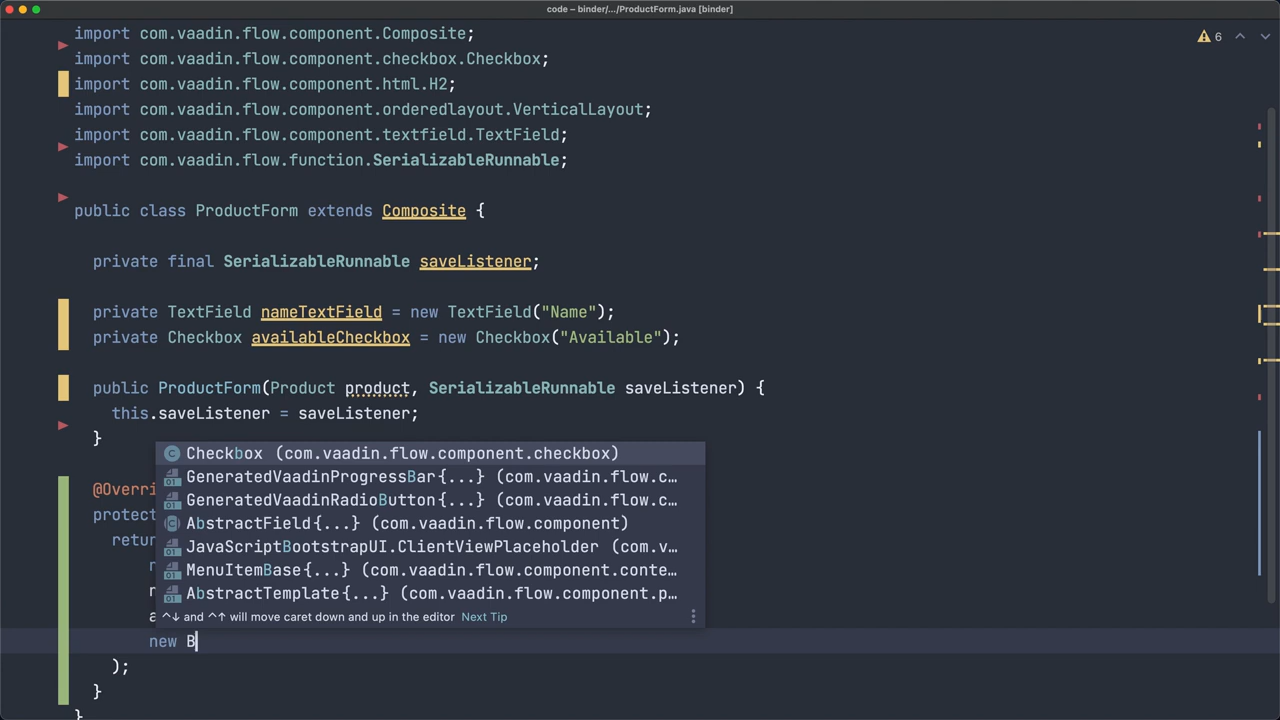 code – binder/.../ProductForm.java [binder]
import com.vaadin.flow.component.Composite;
6
import com.vaadin.flow.component.checkbox.Checkbox;
import com.vaadin.flow.component.html.H2;
import com.vaadin.flow.component.orderedlayout.VerticalLayout;
import com.vaadin.flow.component.textfield.TextField;
import com.vaadin.flow.function.SerializableRunnable;
public class ProductForm extends Composite {
private final SerializableRunnable saveListener;
private TextField nameTextField = new TextField("Name");
private Checkbox availableCheckbox = new Checkbox("Available");
public ProductForm(Product product, SerializableRunnable saveListener) {
this.saveListener = saveListener;
}
Checkbox (com.vaadin.flow.component.checkbox)
GeneratedVaadinProgressBar{...} (com.vaadin.flow.c...
@Overri
GeneratedVaadinRadioButton{...} (com.vaadin.flow.c...
protect
AbstractField{...} (com.vaadin.flow.component)
retur
JavaScriptBootstrapUI.ClientViewPlaceholder (com.v...
n
MenuItemBase{...} (com.vaadin.flow.component.conte...
n
AbstractTemplate{...} (com.vaadin.flow.component.p...
a
^↓ and ^↑ will move caret down and up in the editor Next Tip
new B
);
}
}